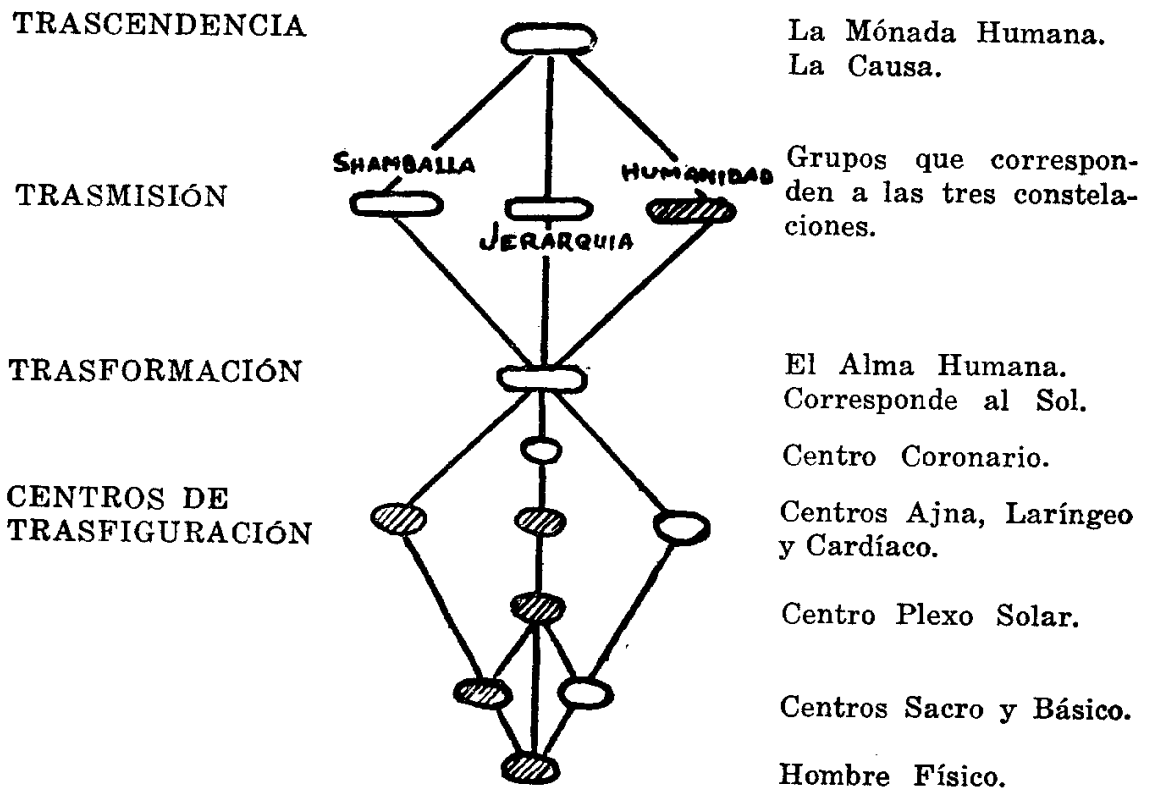 TRASCENDENCIA
La Mónada Humana.
La Causa.
SHAMBALLA
HUMANIDAD
JERARQUIA
TRASMISIÓN
Grupos que correspon-
den a las tres constela-
ciones.
TRASFORMACIÓN
El Alma Humana.
Corresponde al Sol.
Centro Coronario.
CENTROS DE
TRASFIGURACIÓN
Centros Ajna, Laríngeo
y Cardíaco.
Centro Plexo Solar.
Centros Sacro y Básico.
Hombre Físico.